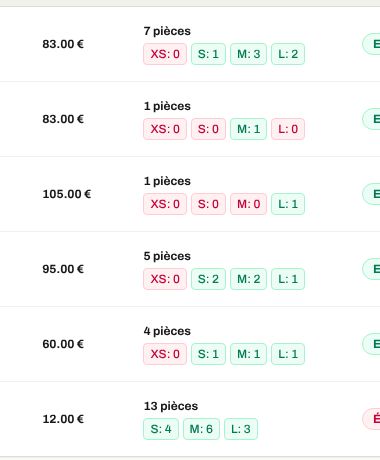 7 pièces
83.00 € XS: 0 S: 1 M: 3 L: 2 E
1 pièces
83.00 € XS: 0 S: 0 M: 1 L: 0 E
1 pièces
105.00 € XS: 0 S: 0 M: 0 L: 1 E
5 pièces
95.00 € XS: 0 S: 2 M: 2 L: 1 E
4 pièces
60.00 € XS: 0 S: 1 M: 1 L: 1 E
13 pièces
12.00 € S: 4 M: 6 L: 3 É